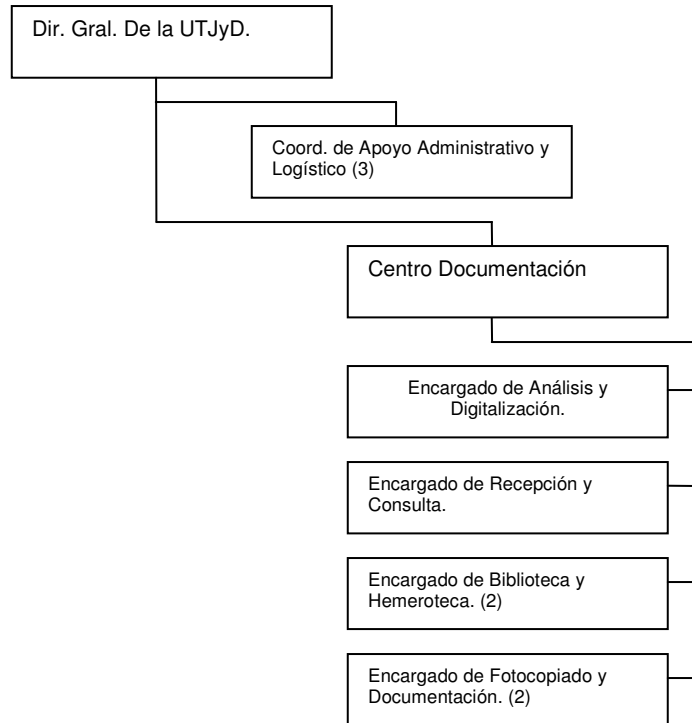 Dir. Gral. De la UTJyD.
Coord. de Apoyo Administrativo y
Logístico (3)
Centro Documentación
Encargado de Análisis y
Digitalización.
Encargado de Recepción y
Consulta.
Encargado de Biblioteca y
Hemeroteca. (2)
Encargado de Fotocopiado y
Documentación. (2)